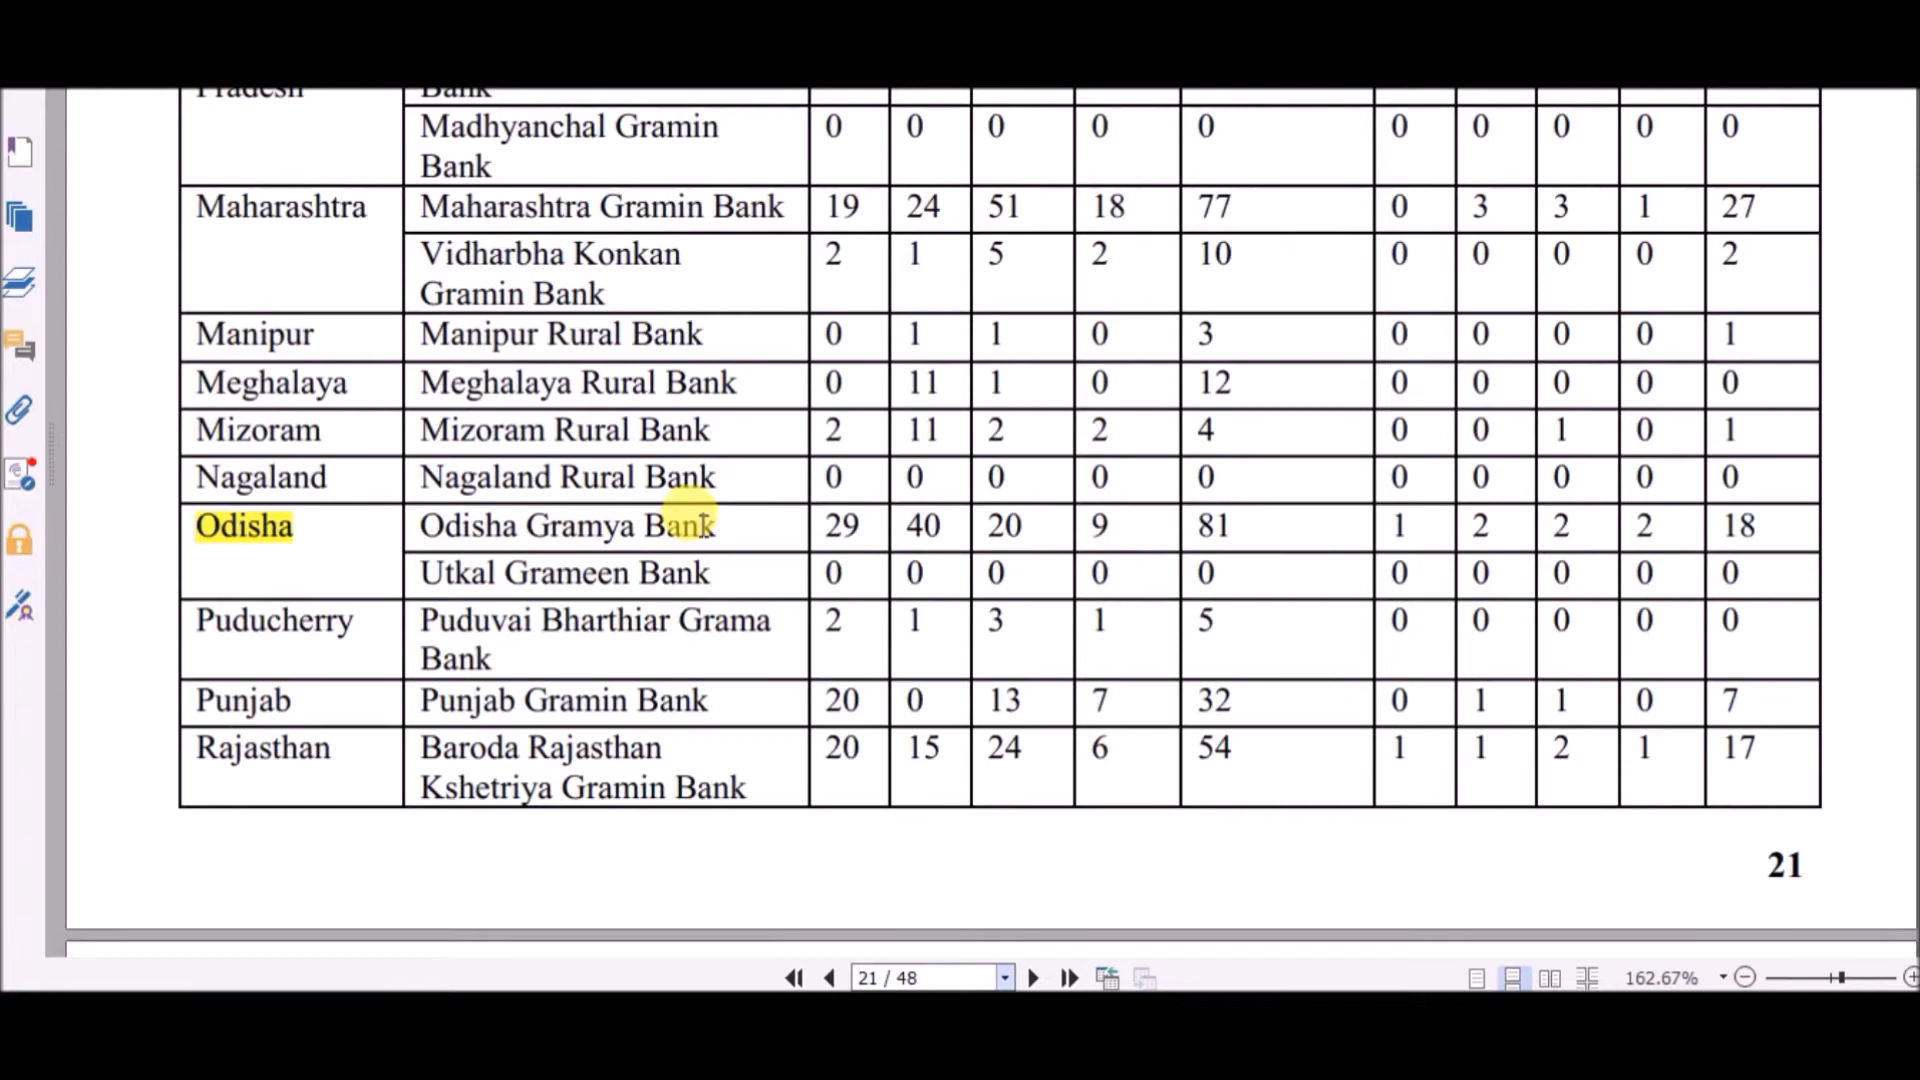 Pradesh Bank
Madhyanchal Gramin 0 0 0 0 0 0 0 0 0 0
Bank
Maharashtra Maharashtra Gramin Bank 19 24 51 18 77 0 3 3 1 27
Vidharbha Konkan 2 1 5 2 10 0 0 0 0 2
Gramin Bank
Manipur Manipur Rural Bank 0 1 1 0 3 0 0 0 0 1
Meghalaya Meghalaya Rural Bank 0 11 1 0 12 0 0 0 0 0
Mizoram Mizoram Rural Bank 2 11 2 2 4 0 0 1 0 1
Nagaland Nagaland Rural Bank 0 0 0 0 0 0 0 0 0 0
Odisha Odisha Gramya Bank 29 40 20 9 81 1 2 2 2 18
Utkal Grameen Bank 0 0 0 0 0 0 0 0 0 0
Puducherry Puduvai Bharthiar Grama 2 1 3 1 5 0 0 0 0 0
Bank
Punjab Punjab Gramin Bank 20 0 13 7 32 0 1 1 0 7
Rajasthan Baroda Rajasthan 20 15 24 6 54 1 1 2 1 17
Kshetriya Gramin Bank
21
21 / 48 162.67%